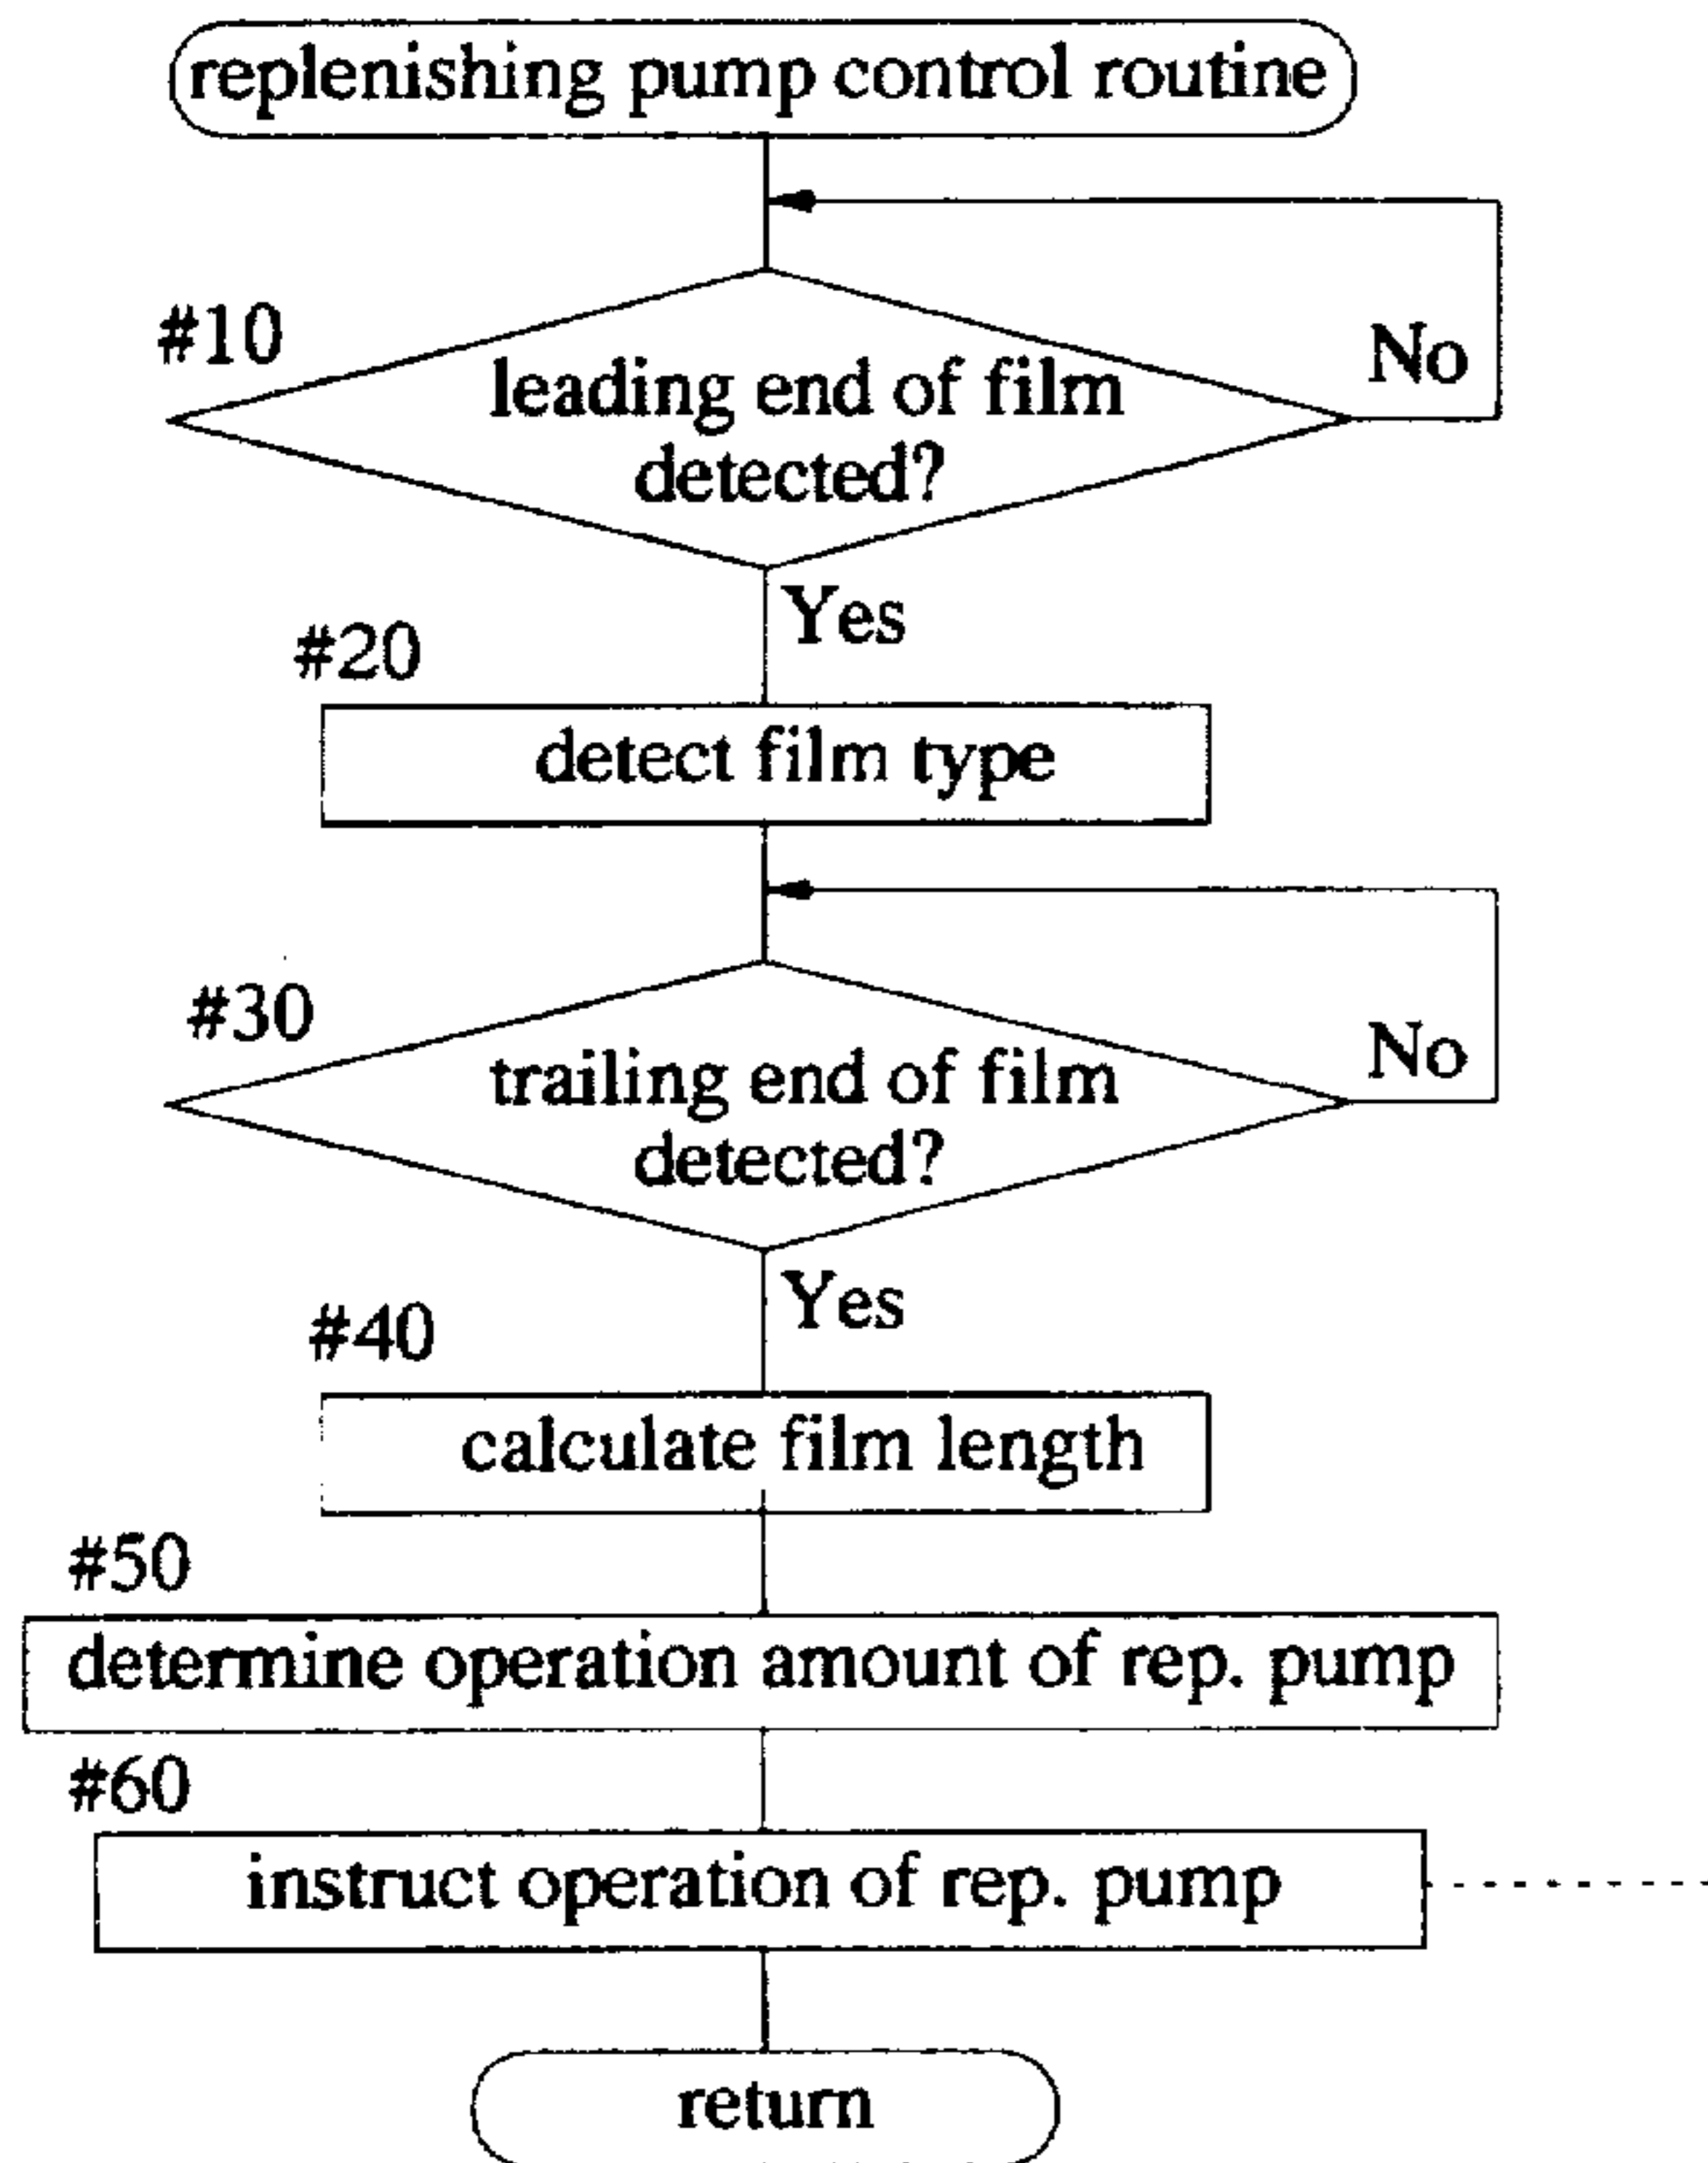 replenishing pump control routine
#10
No
leading end of film
detected?
Yes
#20
detect film type
#30
No
trailing end of film
detected?
Yes
#40
calculate film length
#50
determine operation amount of rep. pump
#60
instruct operation of rep. pump
return